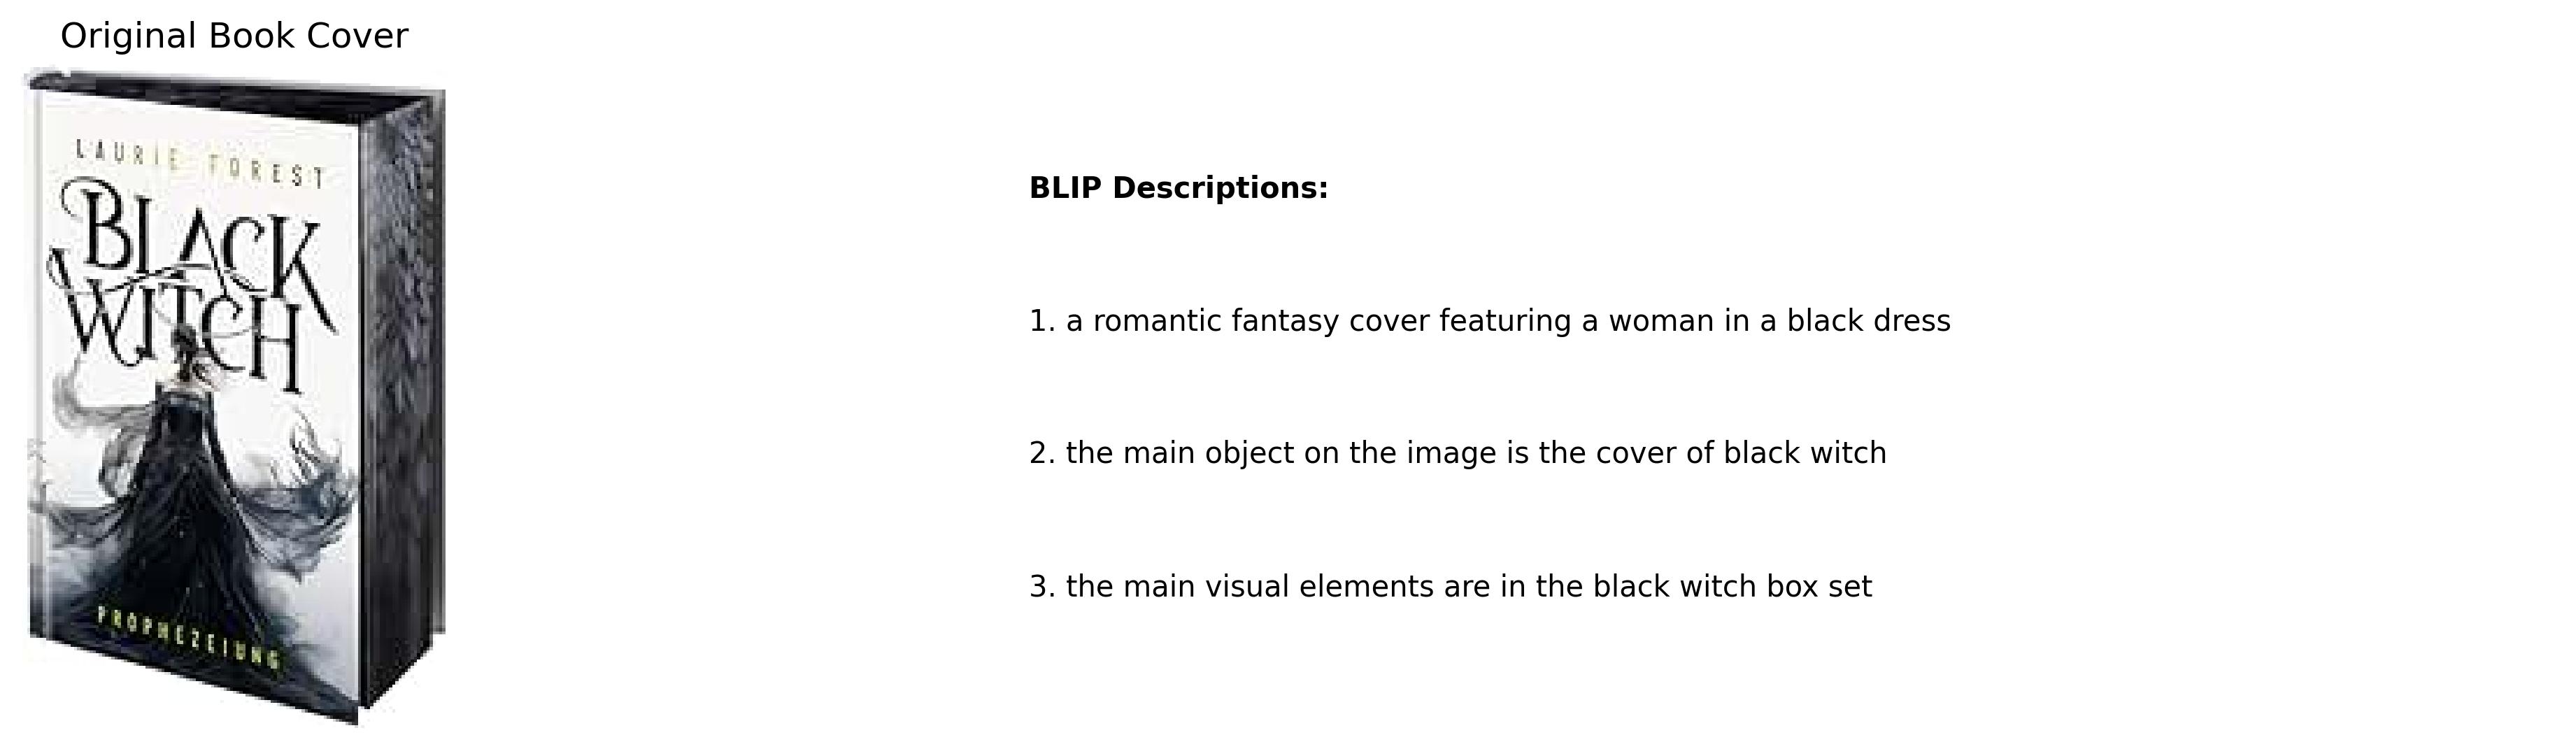 Original Book Cover
LAURIE FOREST
BLACK
WITCH
PROPHEZEIUNG
BLIP Descriptions:
1. a romantic fantasy cover featuring a woman in a black dress
2. the main object on the image is the cover of black witch
3. the main visual elements are in the black witch box set